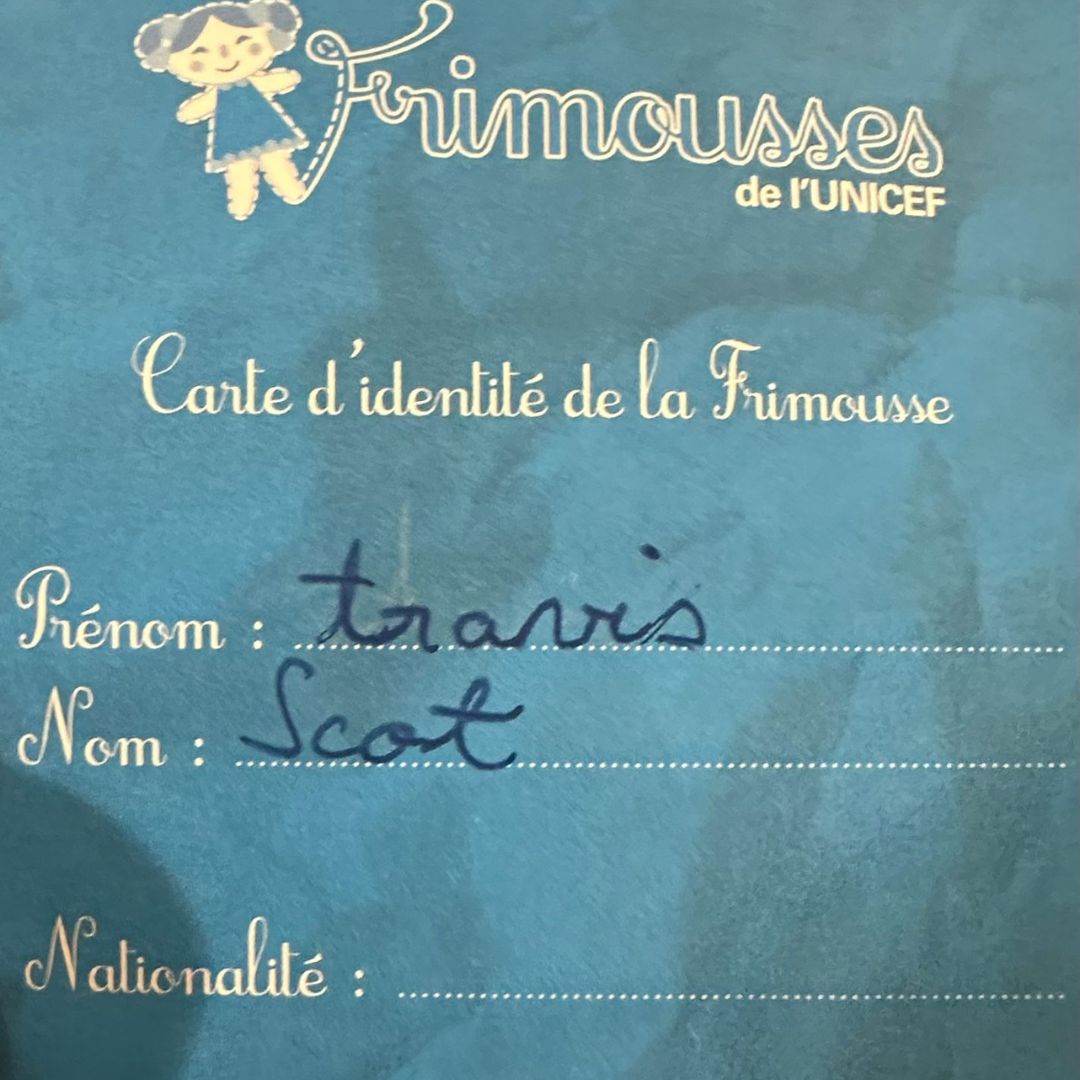 Frimousses
de l'UNICEF
Carte d'identité de la Frimousse
Prénom : travis
Nom : Scot
Nationalité :